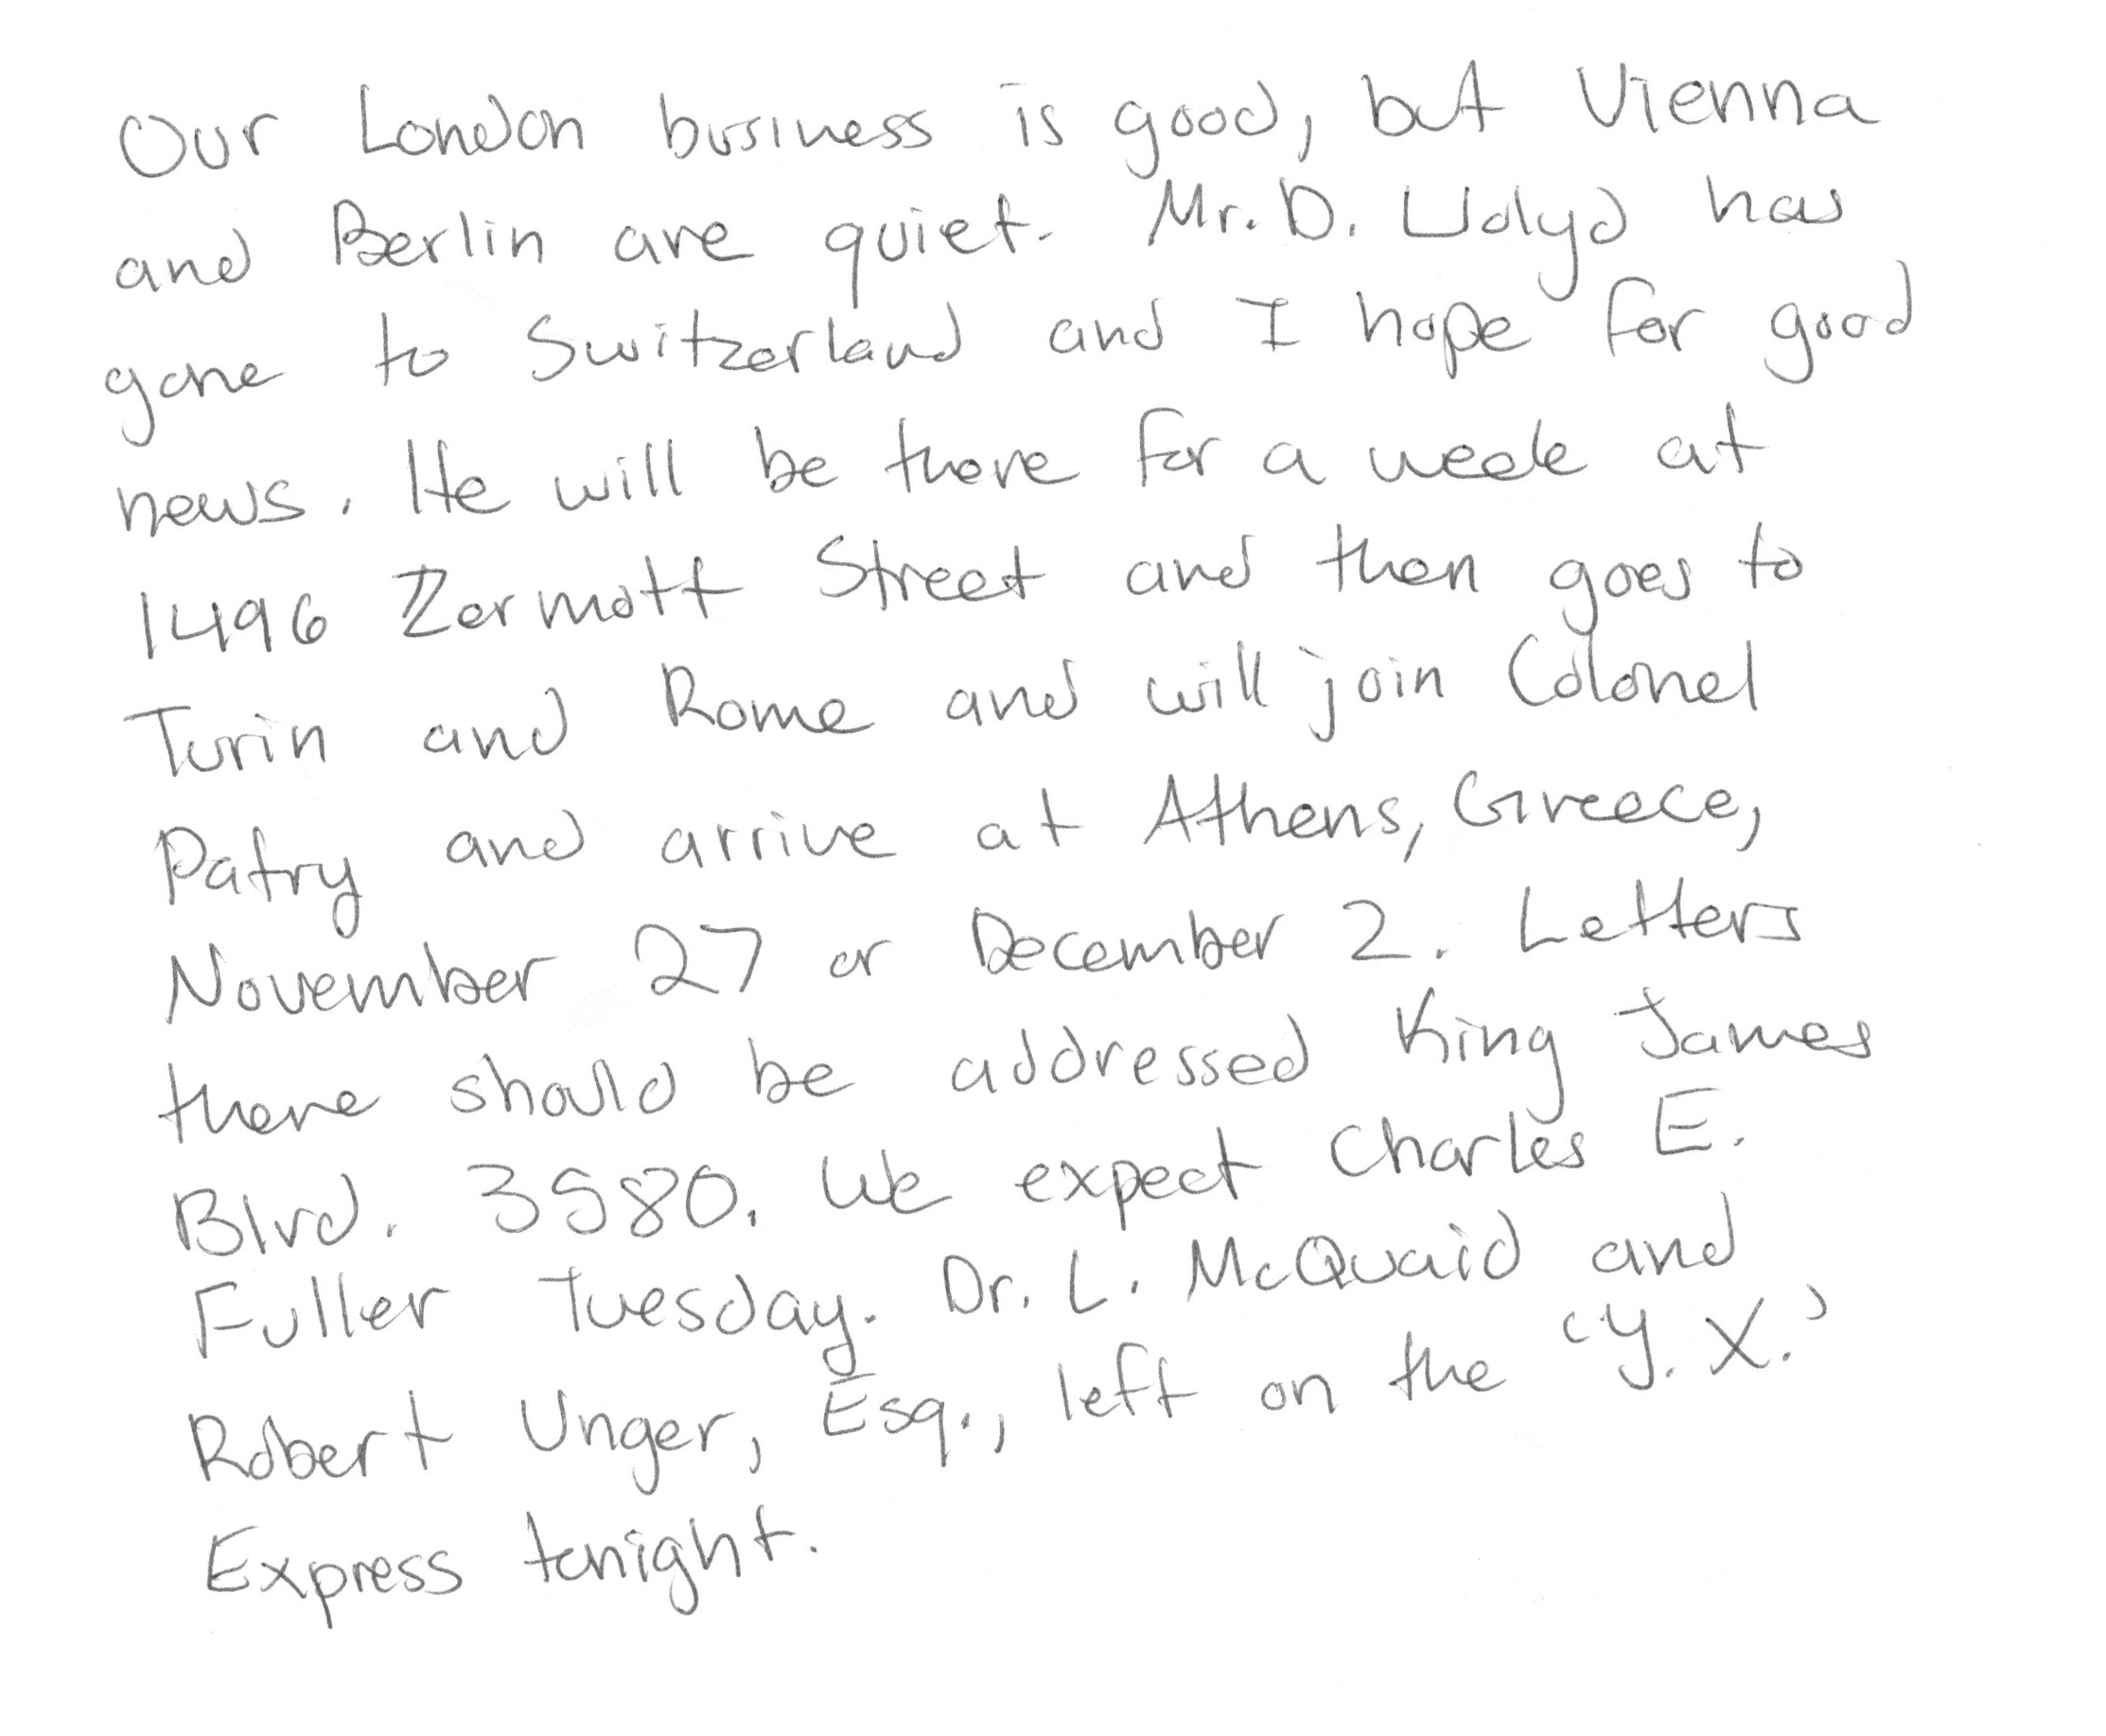 Our London business is good, but Vienna
and Berlin are quiet. Mr. D. Lloyd has
gone to Switzerland and I hope for good
news. He will be there for a week at
1496 Zermott Street and then goes to
Turin and Rome and will join Colonel
Patry and arrive at Athens, Greece,
November 27 or December 2. Letters
there should be addressed King James
Blvd. 3580. We expect Charles E.
Fuller Tuesday. Dr. L. McQuaid and
Robert Unger, Esq., left on the 'Y. X.'
Express tonight.